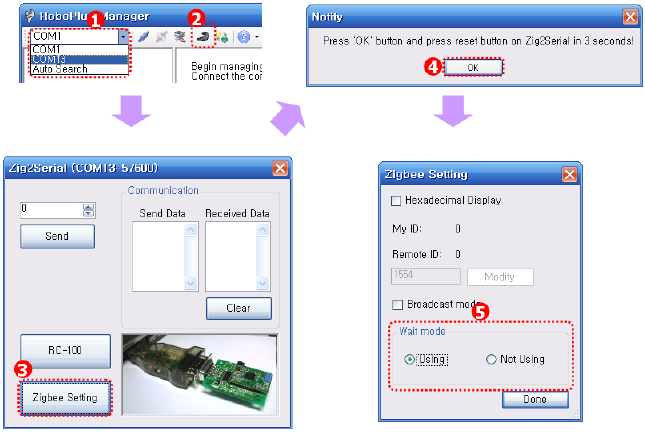 RoboPlus Manager
1
2
COM1
COM1
COM13
Auto Search
Begin managing
Connect the cor
Notify
Press 'OK' button and press reset button on Zig2Serial in 3 seconds!
4
OK
Zig2Serial (COM13-57600)
0
Send
Communication
Send Data
Received Data
Clear
RC-100
3
Zigbee Setting
Zigbee Setting
Hexadecimal Display
My ID: 0
Remote ID: 0
1554
Modify
Broadcast mode
5
Wait mode
Using
Not Using
Done